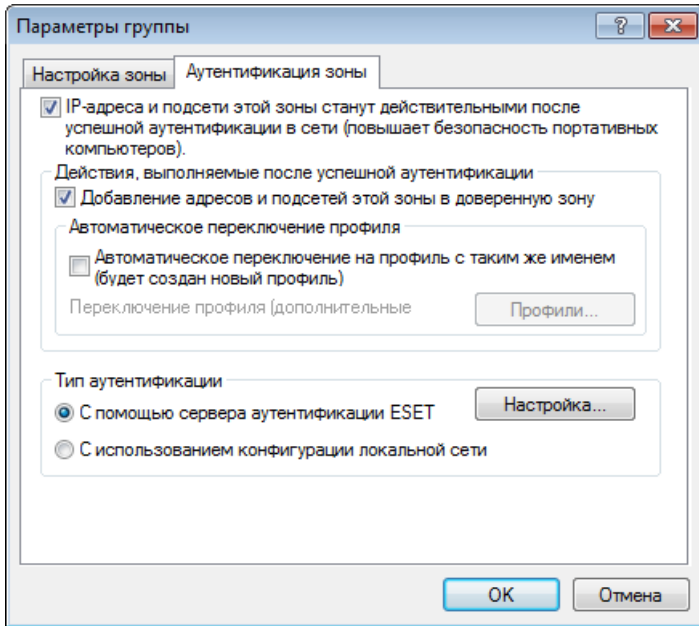 Параметры группы
Настройка зоны
Аутентификация зоны
IP-адреса и подсети этой зоны станут действительными после
успешной аутентификации в сети (повышает безопасность портативных
компьютеров).
Действия, выполняемые после успешной аутентификации
Добавление адресов и подсетей этой зоны в доверенную зону
Автоматическое переключение профиля
Автоматическое переключение на профиль с таким же именем
(будет создан новый профиль)
Переключение профиля (дополнительные
Профили...
Тип аутентификации
С помощью сервера аутентификации ESET
Настройка...
С использованием конфигурации локальной сети
OK
Отмена